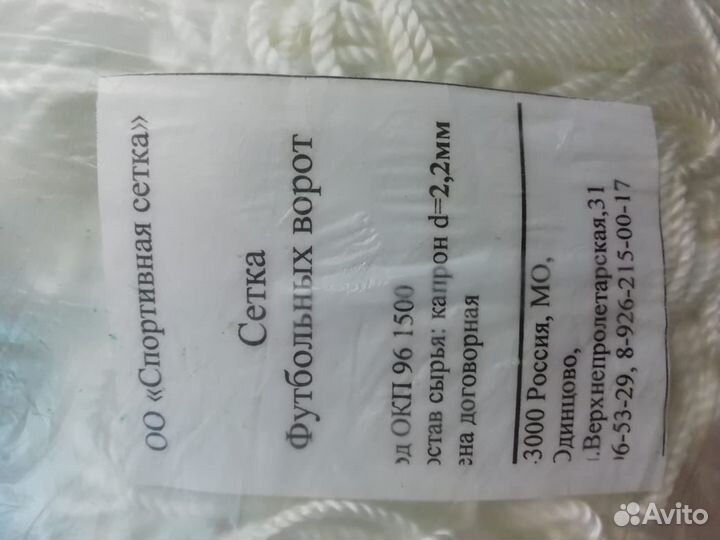 ОО «Спортивная сетка»
Сетка
Футбольных ворот
од ОКП 96 1500
остав сырья: капрон d=2,2мм
ена договорная
3000 Россия, МО,
Одинцово,
.Верхнепролетарская,31
6-53-29, 8-926-215-00-17
Avito